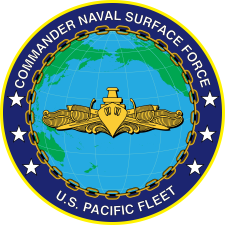 COMMANDER NAVAL SURFACE FORCE
U.S. PACIFIC FLEET